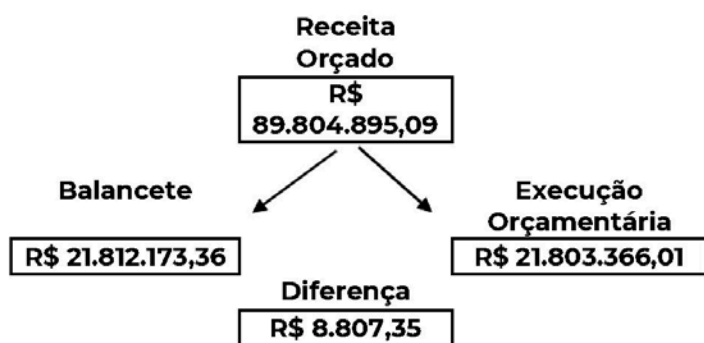 Receita
Orçado
R$
89.804.895,09
Balancete
Execução
Orçamentária
R$ 21.812.173,36
R$ 21.803.366,01
Diferença
R$ 8.807,35